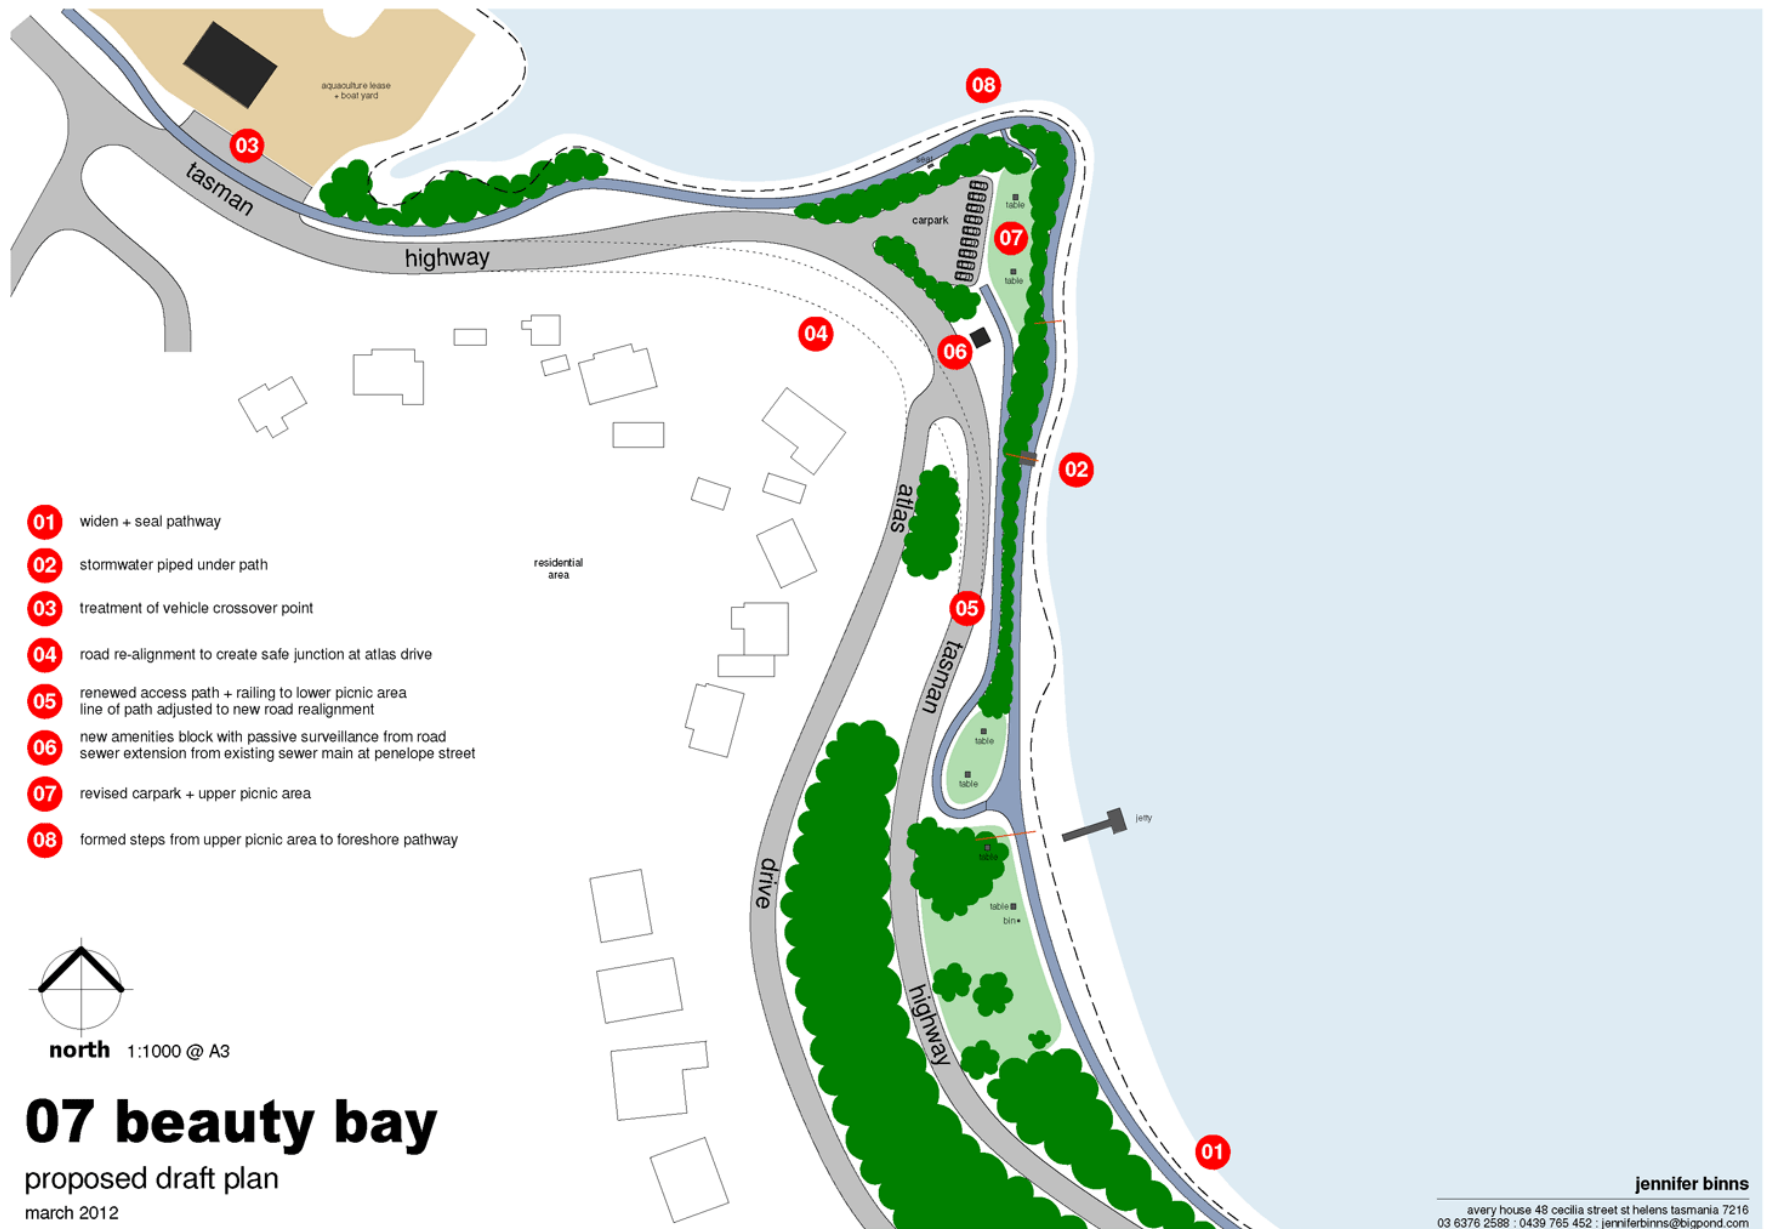 aquaculture lease
+ boat yard
08
03
seat
tasman
table
carpark
07
highway
table
04
06
02
atlas
01 widen + seal pathway
02 stormwater piped under path
residential
area
03 treatment of vehicle crossover point
05
04 road re-alignment to create safe junction at atlas drive
tasman
05 renewed access path + railing to lower picnic area
line of path adjusted to new road realignment
06 new amenities block with passive surveillance from road
sewer extension from existing sewer main at penelope street
table
table
07 revised carpark + upper picnic area
jetty
08 formed steps from upper picnic area to foreshore pathway
table
drive
table
bin
highway
north 1:1000 @ A3
07 beauty bay
proposed draft plan
march 2012
01
jennifer binns
avery house 48 cecilia street st helens tasmania 7216
03 6376 2588 : 0439 765 452 : jenniferbinns@bigpond.com